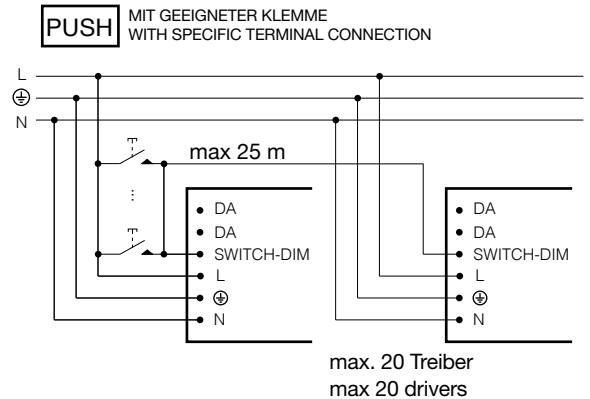 PUSH
MIT GEEIGNETER KLEMME
WITH SPECIFIC TERMINAL CONNECTION
L
N
max 25 m
DA
DA
SWITCH-DIM
L
N
DA
DA
SWITCH-DIM
L
N
max. 20 Treiber
max 20 drivers